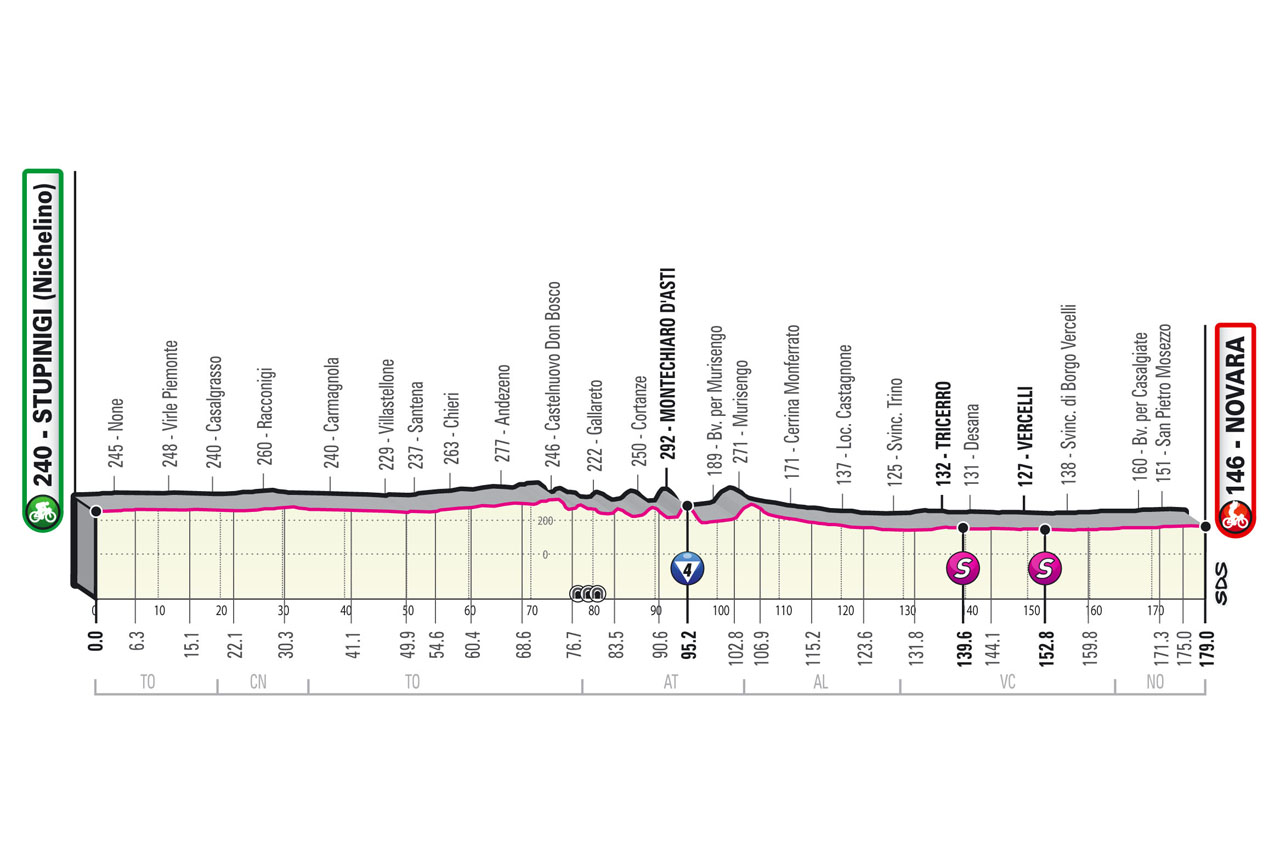 240 - STUPINIGI (Nichelino)
245 - None
248 - Virle Piemonte
240 - Casalgrasso
260 - Racconigi
240 - Carmagnola
229 - Villastellone
237 - Santena
263 - Chieri
277 - Andezeno
246 - Castelnuovo Don Bosco
222 - Gallareto
250 - Cortanze
292 - MONTECHIARO D'ASTI
189 - Bv. per Murisengo
271 - Murisengo
171 - Cerrina Monferrato
137 - Loc. Castagnone
125 - Svinc. Trino
132 - TRICERRO
131 - Desana
127 - VERCELLI
138 - Svinc. di Borgo Vercelli
160 - Bv. per Casalgiate
151 - San Pietro Mosezzo
146 - NOVARA
200
0
4
S
S
SDS
0 10 20 30 40 50 60 70 80 90 100 110 120 130 140 150 160 170
0.0 6.3 15.1 22.1 30.3 41.1 49.9 54.6 60.4 68.6 76.7 83.5 90.6 95.2 102.8 106.9 115.2 123.6 131.8 139.6 144.1 152.8 159.8 171.3 175.0 179.0
TO CN TO AT AL VC NO